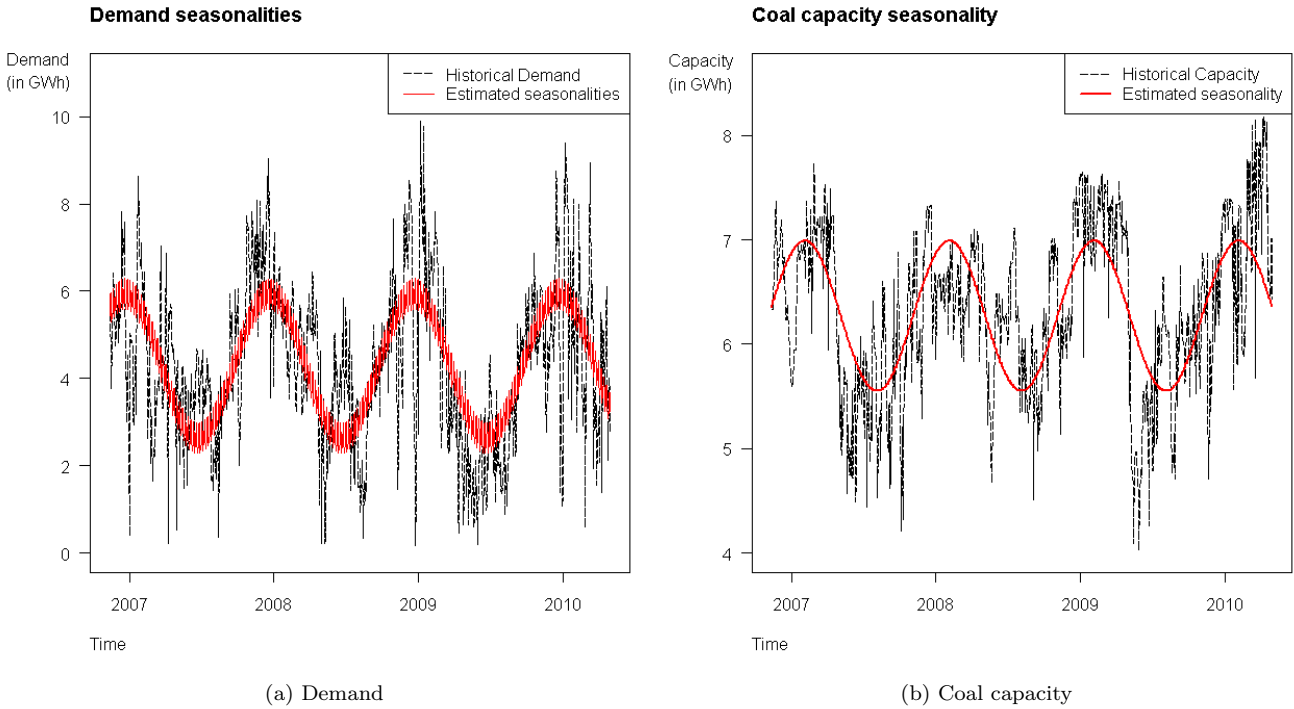 Demand seasonalities
Demand
(in GWh)
Historical Demand
Estimated seasonalities
10
8
6
4
2
0
2007 2008 2009 2010
Time
(a) Demand
Coal capacity seasonality
Capacity
(in GWh)
Historical Capacity
Estimated seasonality
8
7
6
5
4
2007 2008 2009 2010
Time
(b) Coal capacity